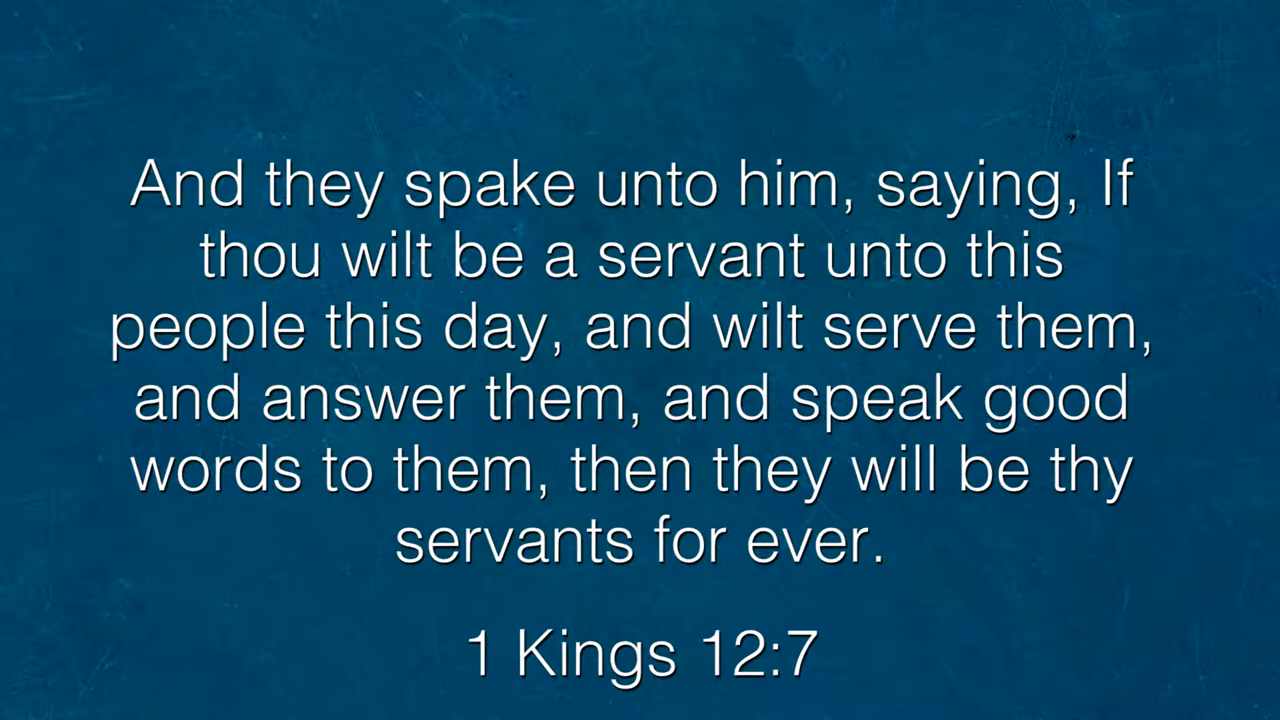 And they spake unto him, saying, If
thou wilt be a servant unto this
people this day, and wilt serve them,
and answer them, and speak good
words to them, then they will be thy
servants for ever.
1 Kings 12:7